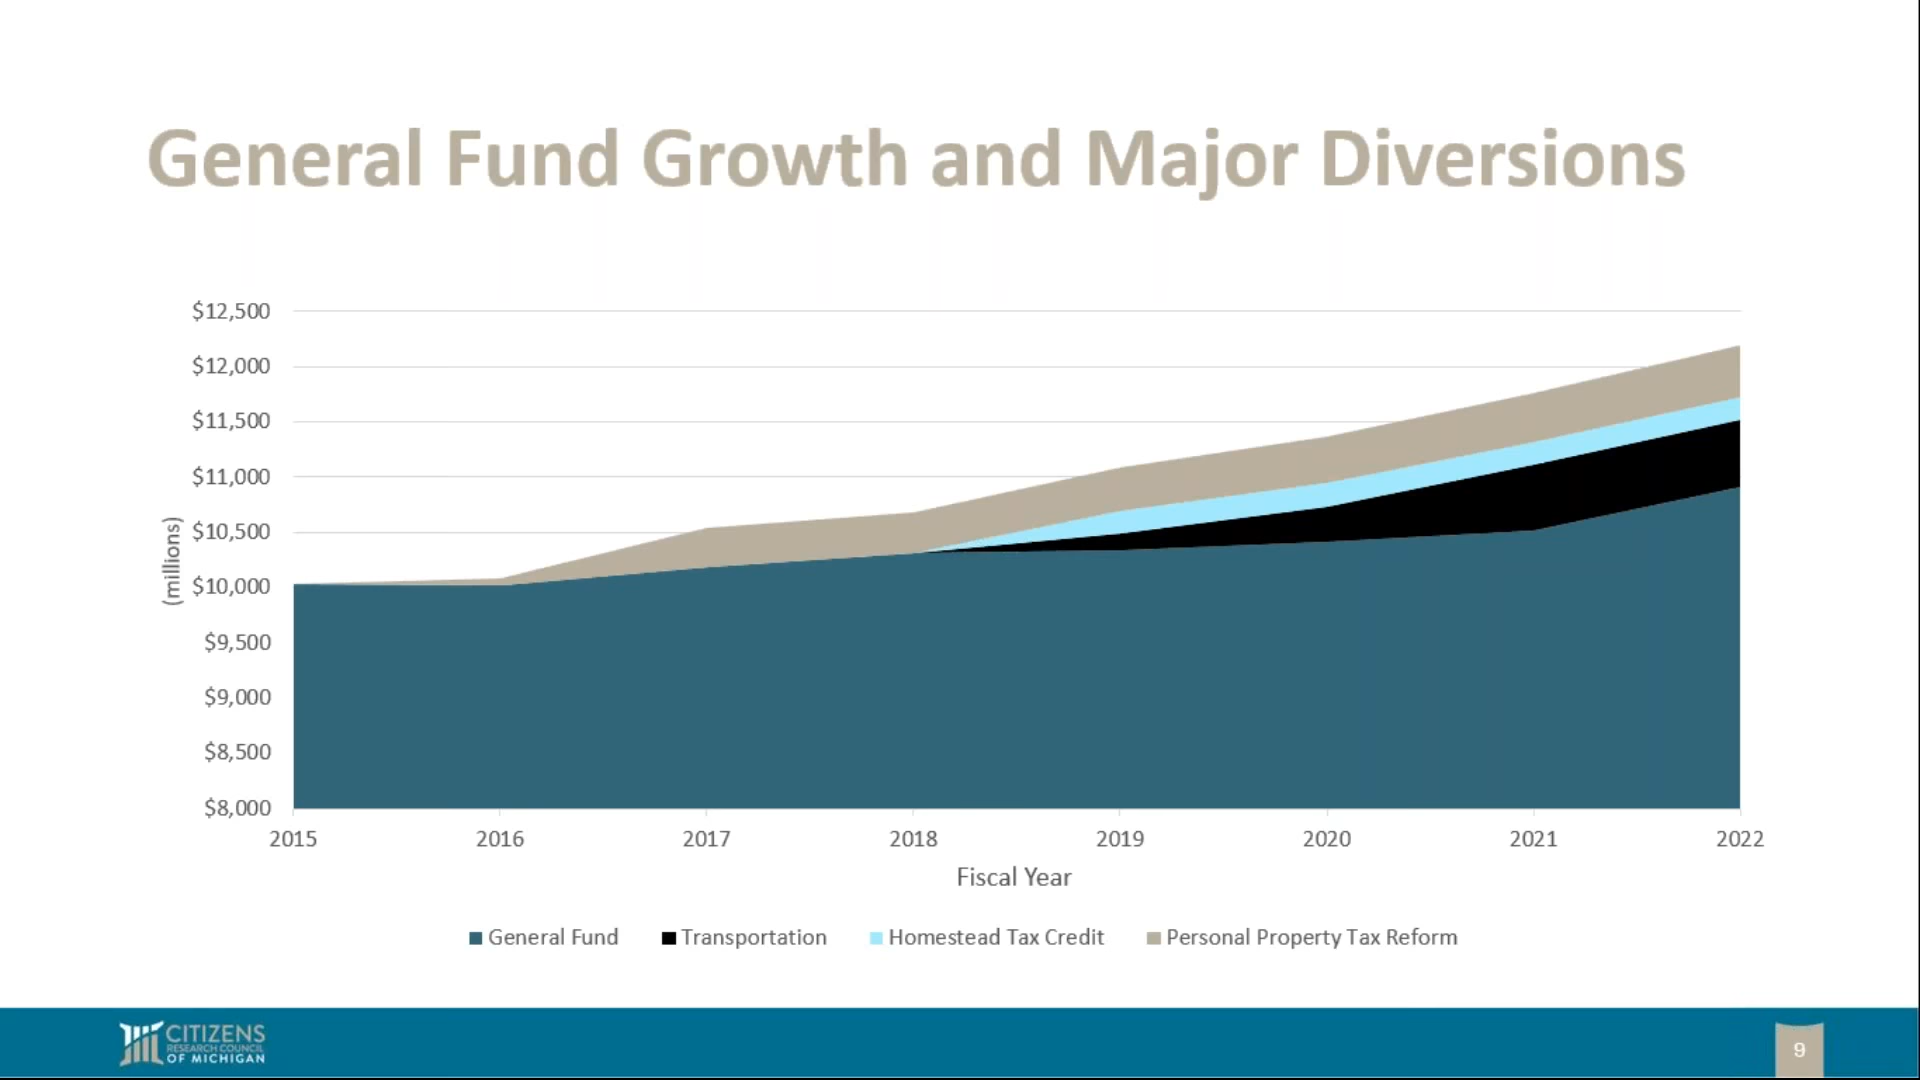 General Fund Growth and Major Diversions
$12,500
$12,000
$11,500
$11,000
$10,500
$10,000
$9,500
$9,000
$8,500
$8,000
(millions)
2015 2016 2017 2018 2019 2020 2021 2022
Fiscal Year
General Fund Transportation Homestead Tax Credit Personal Property Tax Reform
CITIZENS
RESEARCH COUNCIL
OF MICHIGAN
9